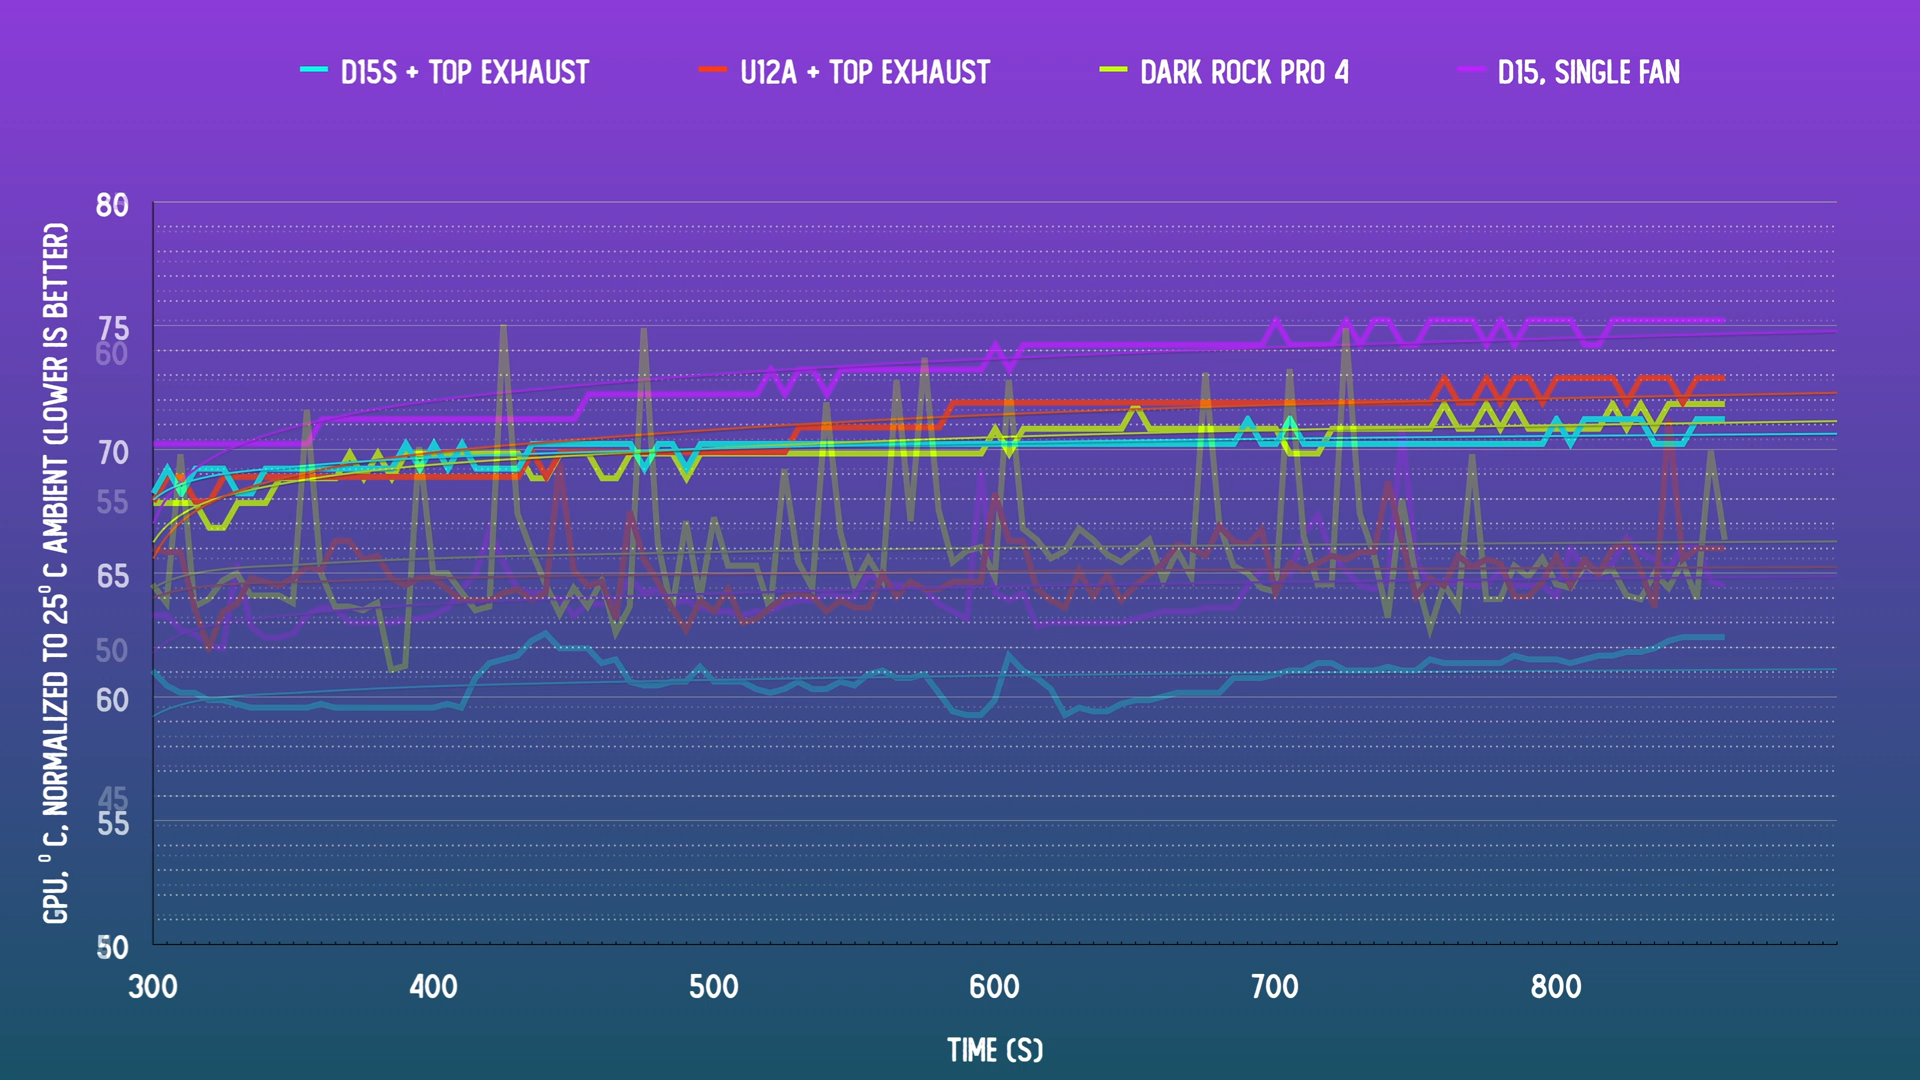 D15S + TOP EXHAUST
U12A + TOP EXHAUST
DARK ROCK PRO 4
D15, SINGLE FAN
GPU, ° C, NORMALIZED TO 25° C AMBIENT (LOWER IS BETTER)
80
75
60
70
55
65
50
60
45
55
50
300
400
500
600
700
800
TIME (S)